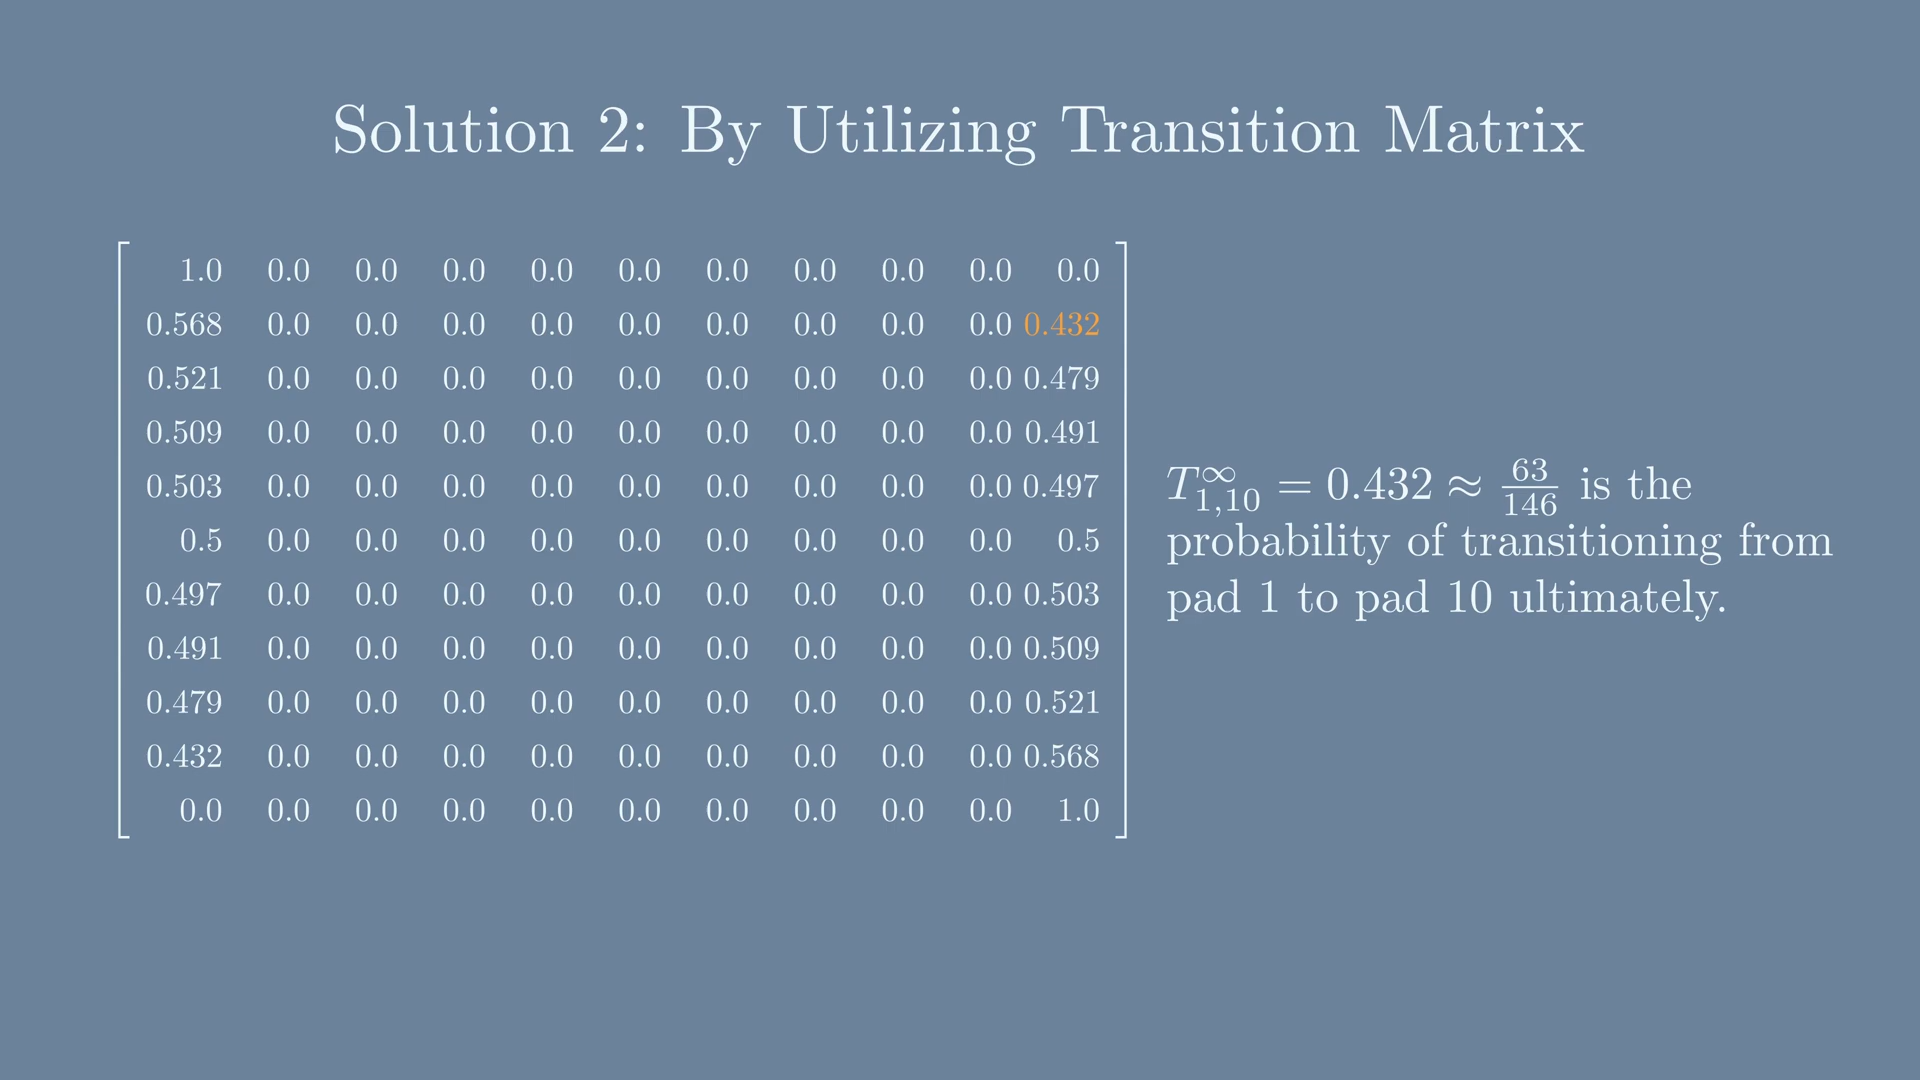 Solution 2: By Utilizing Transition Matrix
1.0 0.0 0.0 0.0 0.0 0.0 0.0 0.0 0.0 0.0 0.0
0.568 0.0 0.0 0.0 0.0 0.0 0.0 0.0 0.0 0.0 0.432
0.521 0.0 0.0 0.0 0.0 0.0 0.0 0.0 0.0 0.0 0.479
0.509 0.0 0.0 0.0 0.0 0.0 0.0 0.0 0.0 0.0 0.491
0.503 0.0 0.0 0.0 0.0 0.0 0.0 0.0 0.0 0.0 0.497
0.5 0.0 0.0 0.0 0.0 0.0 0.0 0.0 0.0 0.0 0.5
0.497 0.0 0.0 0.0 0.0 0.0 0.0 0.0 0.0 0.0 0.503
0.491 0.0 0.0 0.0 0.0 0.0 0.0 0.0 0.0 0.0 0.509
0.479 0.0 0.0 0.0 0.0 0.0 0.0 0.0 0.0 0.0 0.521
0.432 0.0 0.0 0.0 0.0 0.0 0.0 0.0 0.0 0.0 0.568
0.0 0.0 0.0 0.0 0.0 0.0 0.0 0.0 0.0 0.0 1.0
$T_{1,10}^{\infty} = 0.432 \approx \frac{63}{146}$ is the
probability of transitioning from
pad 1 to pad 10 ultimately.